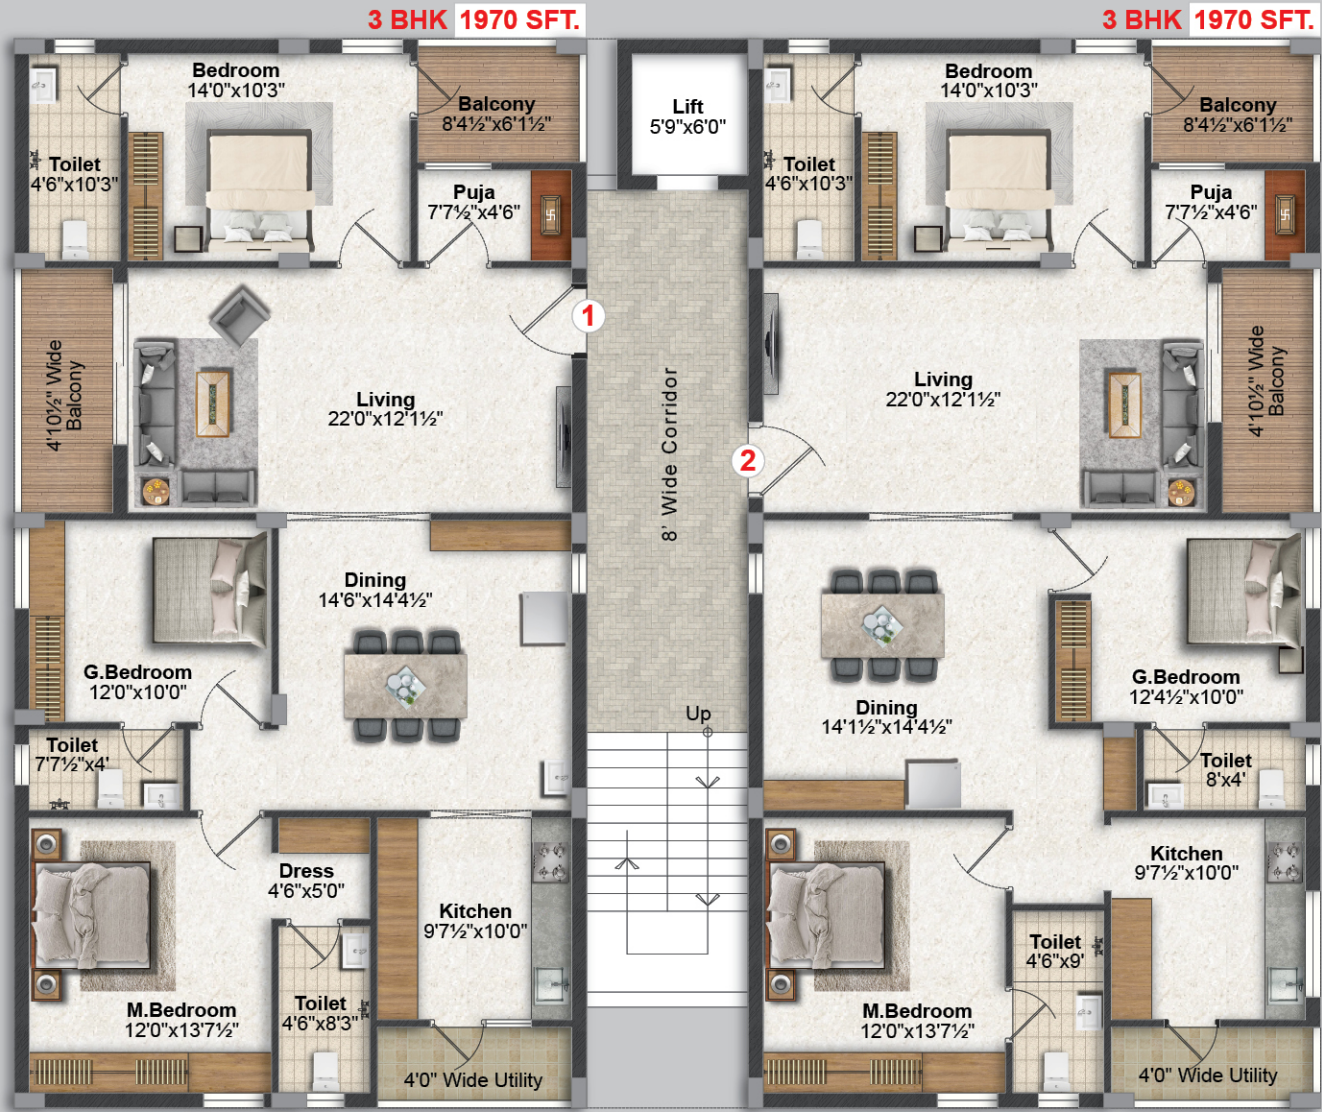 3 BHK 1970 SFT.
3 BHK 1970 SFT.
Bedroom
14'0"x10'3"
Balcony
8'4½"x6'1½"
Toilet
4'6"x10'3"
Puja
7'7½"x4'6"
Lift
5'9"x6'0"
Bedroom
14'0"x10'3"
Balcony
8'4½"x6'1½"
Toilet
4'6"x10'3"
Puja
7'7½"x4'6"
1
4'10½" Wide
Balcony
Living
22'0"x12'1½"
8' Wide Corridor
2
Living
22'0"x12'1½"
4'10½" Wide
Balcony
Dining
14'6"x14'4½"
G.Bedroom
12'0"x10'0"
Toilet
7'7½"x4'
Up
G.Bedroom
12'4½"x10'0"
Dining
14'1½"x14'4½"
Toilet
8'x4'
Dress
4'6"x5'0"
Kitchen
9'7½"x10'0"
M.Bedroom
12'0"x13'7½"
Toilet
4'6"x8'3"
4'0" Wide Utility
Kitchen
9'7½"x10'0"
Toilet
4'6"x9'
M.Bedroom
12'0"x13'7½"
4'0" Wide Utility